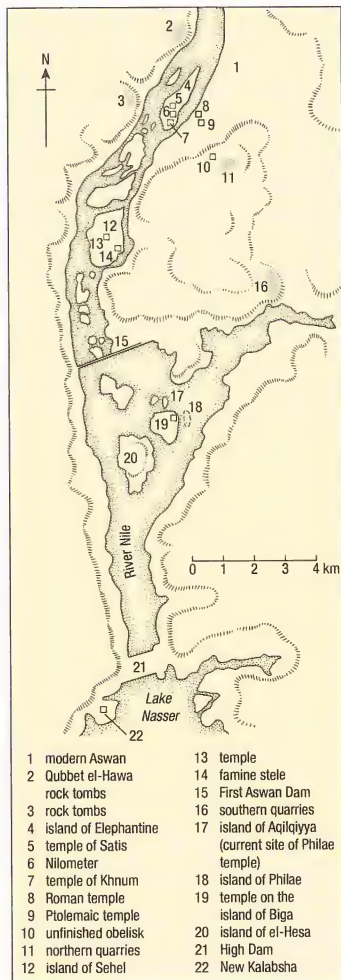 N
2
1
4
5
6
8
3
7
9
10
11
12
13
14
16
15
17
18
19
20
River Nile
0 1 2 3 4 km
21
Lake
Nasser
22
1 modern Aswan
2 Qubbet el-Hawa
rock tombs
3 rock tombs
4 island of Elephantine
5 temple of Satis
6 Nilometer
7 temple of Khnum
8 Roman temple
9 Ptolemaic temple
10 unfinished obelisk
11 northern quarries
12 island of Sehel
13 temple
14 famine stele
15 First Aswan Dam
16 southern quarries
17 island of Aqilqiyya
(current site of Philae
temple)
18 island of Philae
19 temple on the
island of Biga
20 island of el-Hesa
21 High Dam
22 New Kalabsha